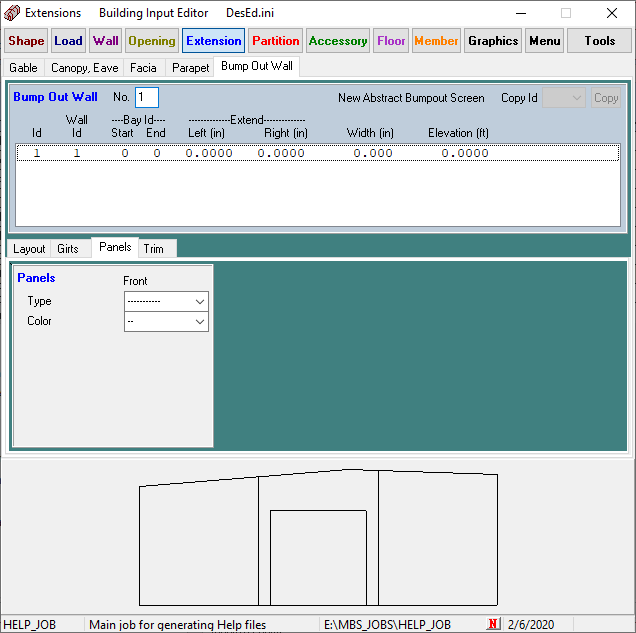 Extensions Building Input Editor DesEd.ini
Shape Load Wall Opening Extension Partition Accessory Floor Member Graphics Menu Tools
Gable Canopy, Eave Facia Parapet Bump Out Wall
Bump Out Wall No. 1 New Abstract Bumpout Screen Copy Id Copy
Wall ----Bay Id---- -------------Extend-------------
Id Id Start End Left (in) Right (in) Width (in) Elevation (ft)
1 1 0 0 0.0000 0.0000 0.000 0.0000
Layout Girts Panels Trim
Panels Front
Type -----------
Color --
HELP_JOB Main job for generating Help files E:\MBS_JOBS\HELP_JOB N 2/6/2020